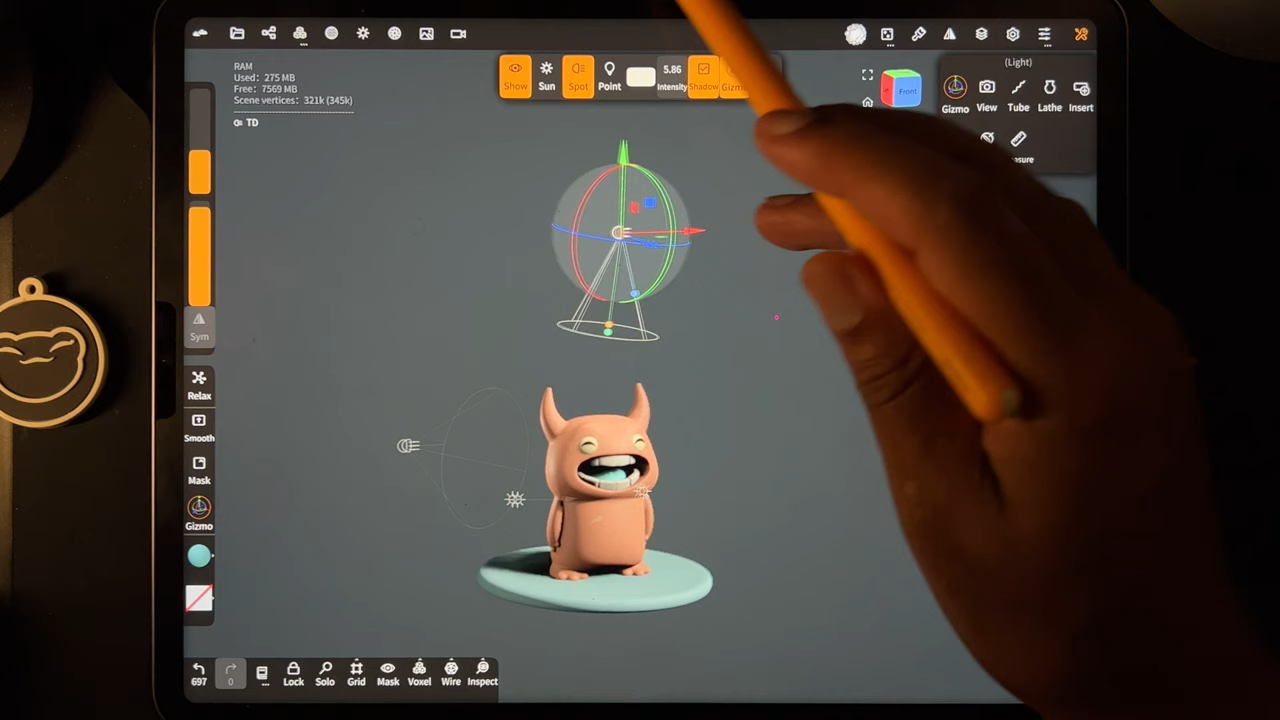 RAM
Used: 275 MB
Free: 7569 MB
Scene vertices: 321k (345k)
TD
Show
Sun
Spot
Point
5.86
Intensity
Shadow
Front
(Light)
Gizmo
View
Tube
Lathe
Insert
Sym
Relax
Smooth
Mask
Gizmo
697
0
...
Lock
Solo
Grid
Mask
Voxel
Wire
Inspect